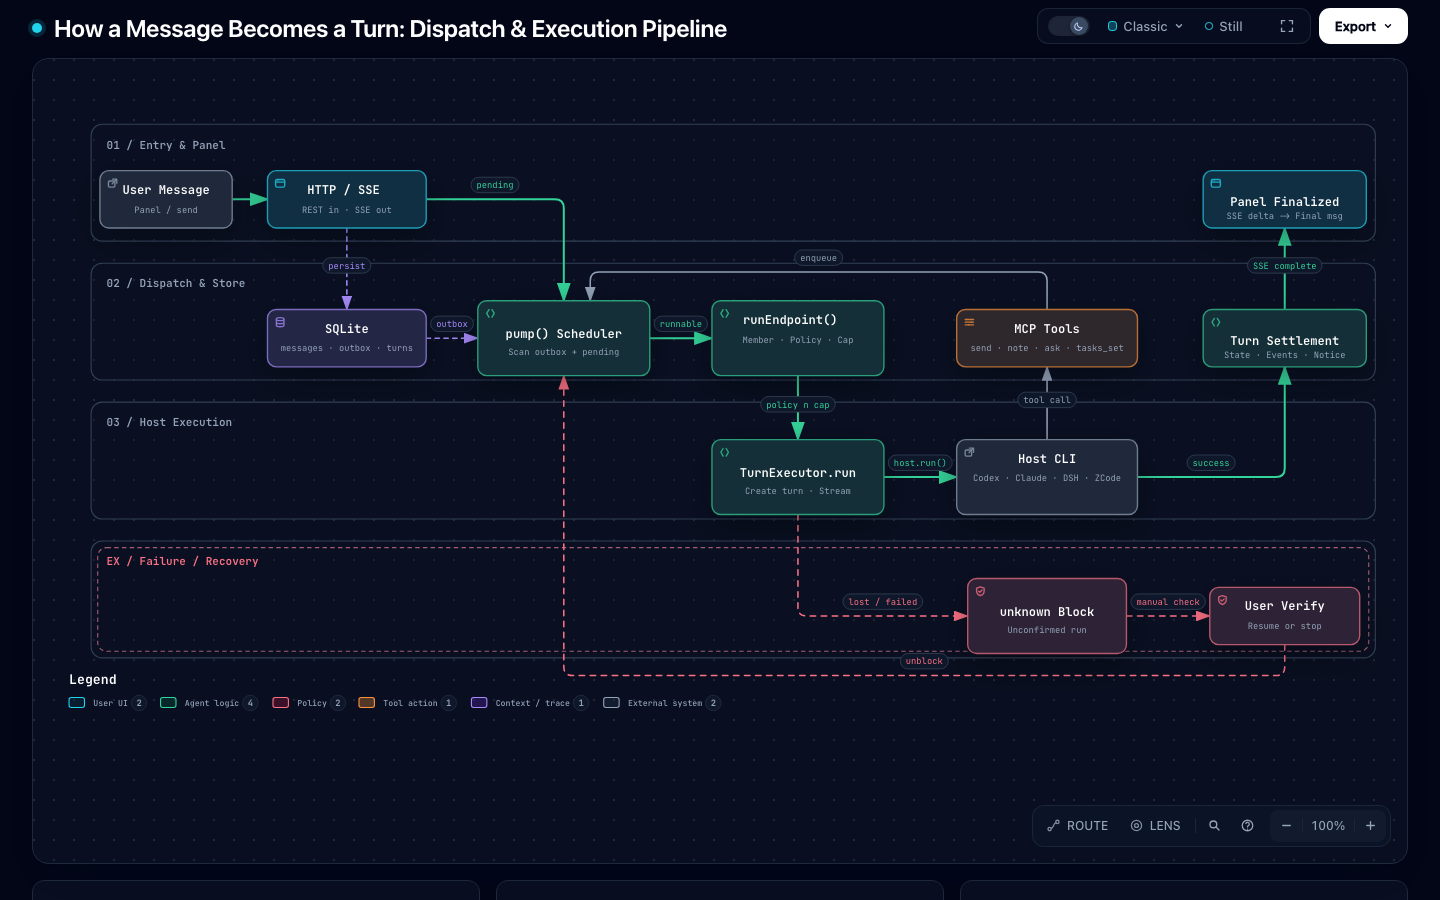 How a Message Becomes a Turn: Dispatch & Execution Pipeline
Classic
Still
Export
01 / Entry & Panel
User Message
Panel / send
HTTP / SSE
REST in · SSE out
pending
Panel Finalized
SSE delta → Final msg
persist
enqueue
SSE complete
02 / Dispatch & Store
SQLite
messages · outbox · turns
outbox
pump() Scheduler
Scan outbox + pending
runnable
runEndpoint()
Member · Policy · Cap
MCP Tools
send · note · ask · tasks_set
Turn Settlement
State · Events · Notice
policy n cap
tool call
03 / Host Execution
TurnExecutor.run
Create turn · Stream
host.run()
Host CLI
Codex · Claude · DSH · ZCode
success
EX / Failure / Recovery
lost / failed
unknown Block
Unconfirmed run
manual check
User Verify
Resume or stop
unblock
Legend
User UI 2
Agent logic 4
Policy 2
Tool action 1
Context / trace 1
External system 2
ROUTE
LENS
− 100% +